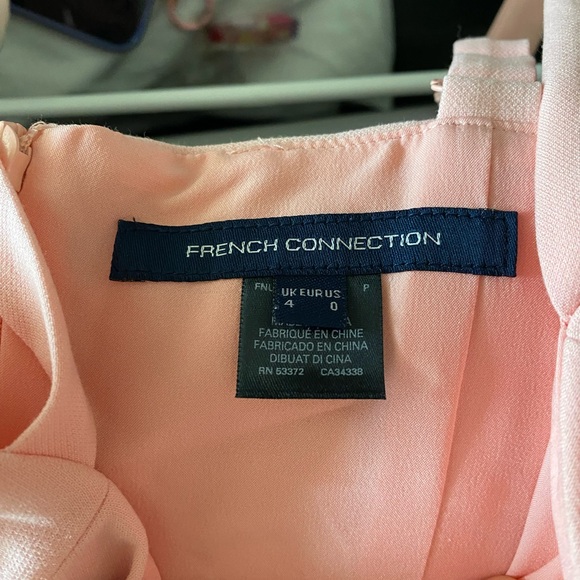 FRENCH CONNECTION
UK EUR US
4 0
P
FABRIQUÉ EN CHINE
FABRICADO EN CHINA
DIBUAT DI CINA
RN 53372 CA34338